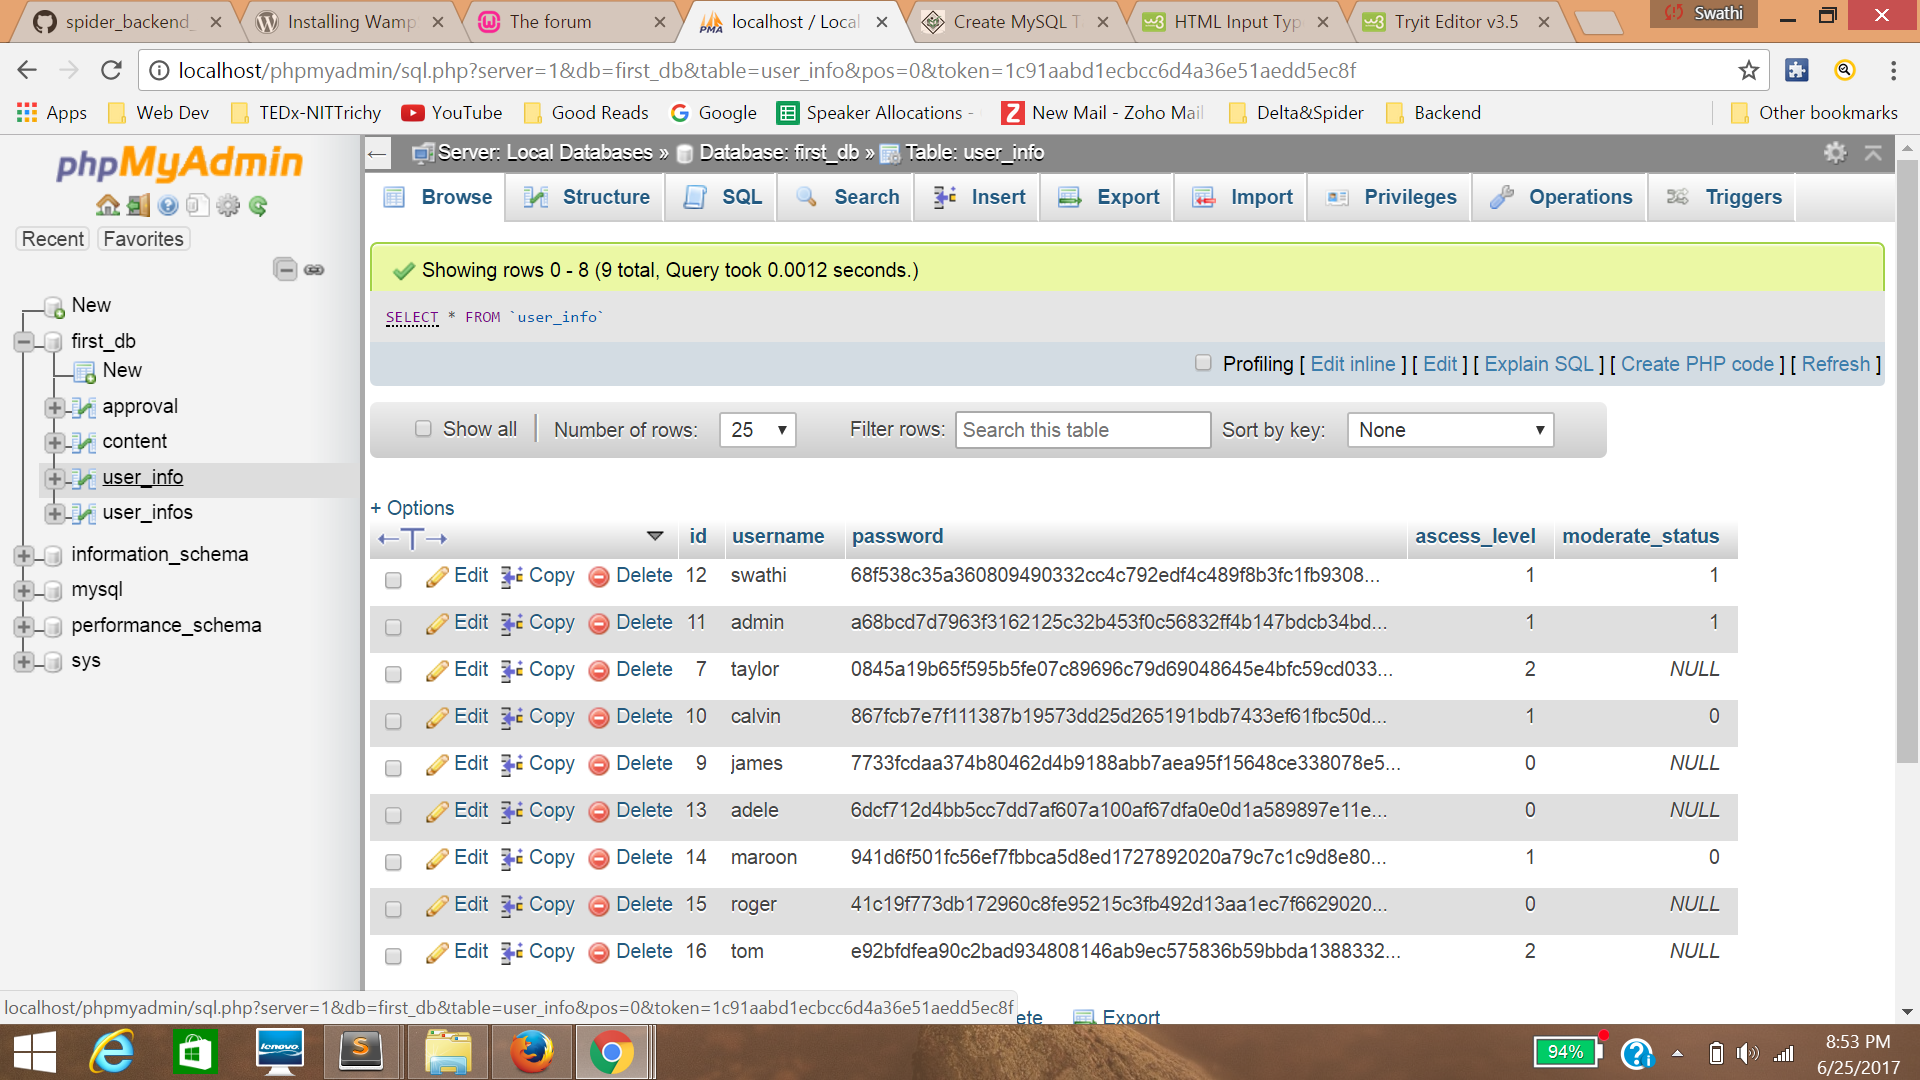 spider_backend_ Installing Wamp The forum localhost / Local Create MySQL T HTML Input Typ Tryit Editor v3.5 Swathi
localhost/phpmyadmin/sql.php?server=1&db=first_db&table=user_info&pos=0&token=1c91aabd1ecbcc6d4a36e51aedd5ec8f
Apps Web Dev TEDx-NITTrichy YouTube Good Reads Google Speaker Allocations - New Mail - Zoho Mail Delta&Spider Backend Other bookmarks
phpMyAdmin
Recent Favorites
New
first_db
New
approval
content
user_info
user_infos
information_schema
mysql
performance_schema
sys
Server: Local Databases » Database: first_db » Table: user_info
Browse Structure SQL Search Insert Export Import Privileges Operations Triggers
Showing rows 0 - 8 (9 total, Query took 0.0012 seconds.)
SELECT * FROM `user_info`
Profiling [ Edit inline ] [ Edit ] [ Explain SQL ] [ Create PHP code ] [ Refresh ]
Show all Number of rows: 25 Filter rows: Search this table Sort by key: None
+ Options
←T→ id username password ascess_level moderate_status
Edit Copy Delete 12 swathi 68f538c35a360809490332cc4c792edf4c489f8b3fc1fb9308... 1 1
Edit Copy Delete 11 admin a68bcd7d7963f3162125c32b453f0c56832ff4b147bdcb34bd... 1 1
Edit Copy Delete 7 taylor 0845a19b65f595b5fe07c89696c79d69048645e4bfc59cd033... 2 NULL
Edit Copy Delete 10 calvin 867fcb7e7f111387b19573dd25d265191bdb7433ef61fbc50d... 1 0
Edit Copy Delete 9 james 7733fcdaa374b80462d4b9188abb7aea95f15648ce338078e5... 0 NULL
Edit Copy Delete 13 adele 6dcf712d4bb5cc7dd7af607a100af67dfa0e0d1a589897e11e... 0 NULL
Edit Copy Delete 14 maroon 941d6f501fc56ef7fbbca5d8ed1727892020a79c7c1c9d8e80... 1 0
Edit Copy Delete 15 roger 41c19f773db172960c8fe95215c3fb492d13aa1ec7f6629020... 0 NULL
Edit Copy Delete 16 tom e92bfdfea90c2bad934808146ab9ec575836b59bbda1388332... 2 NULL
localhost/phpmyadmin/sql.php?server=1&db=first_db&table=user_info&pos=0&token=1c91aabd1ecbcc6d4a36e51aedd5ec8f ete Export
lenovo 94% 8:53 PM
6/25/2017